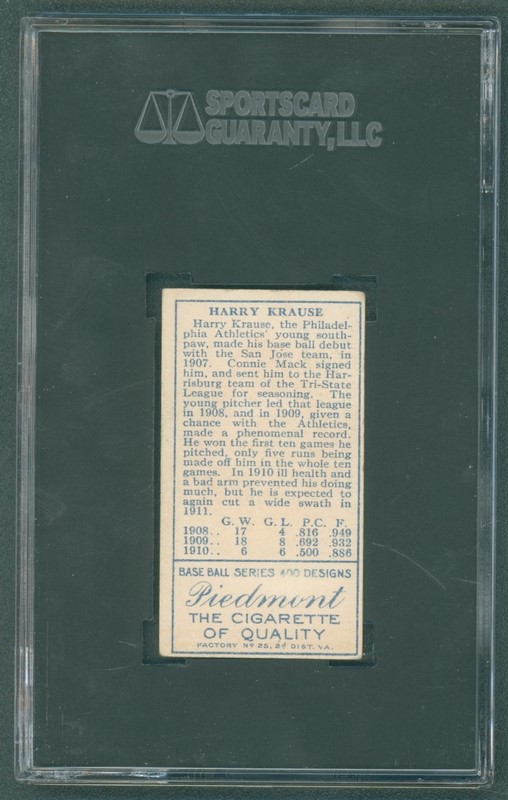 SPORTSCARD
GUARANTY, LLC
HARRY KRAUSE
Harry Krause, the Philadel-
phia Athletics' young south-
paw, made his base ball debut
with the San Jose team, in
1907. Connie Mack signed
him, and sent him to the Har-
risburg team of the Tri-State
League for seasoning. The
young pitcher led that league
in 1908, and in 1909, given a
chance with the Athletics,
made a phenomenal record.
He won the first ten games he
pitched, only five runs being
made off him in the whole ten
games. In 1910 ill health and
a bad arm prevented his doing
much, but he is expected to
again cut a wide swath in
1911.
G. W. G. L. P.C. F.
1908.. 17 4 .816 .949
1909.. 18 8 .692 .932
1910.. 6 6 .500 .886
BASE BALL SERIES 400 DESIGNS
Piedmont
THE CIGARETTE
OF QUALITY
FACTORY Nº 25, 2d DIST. VA.